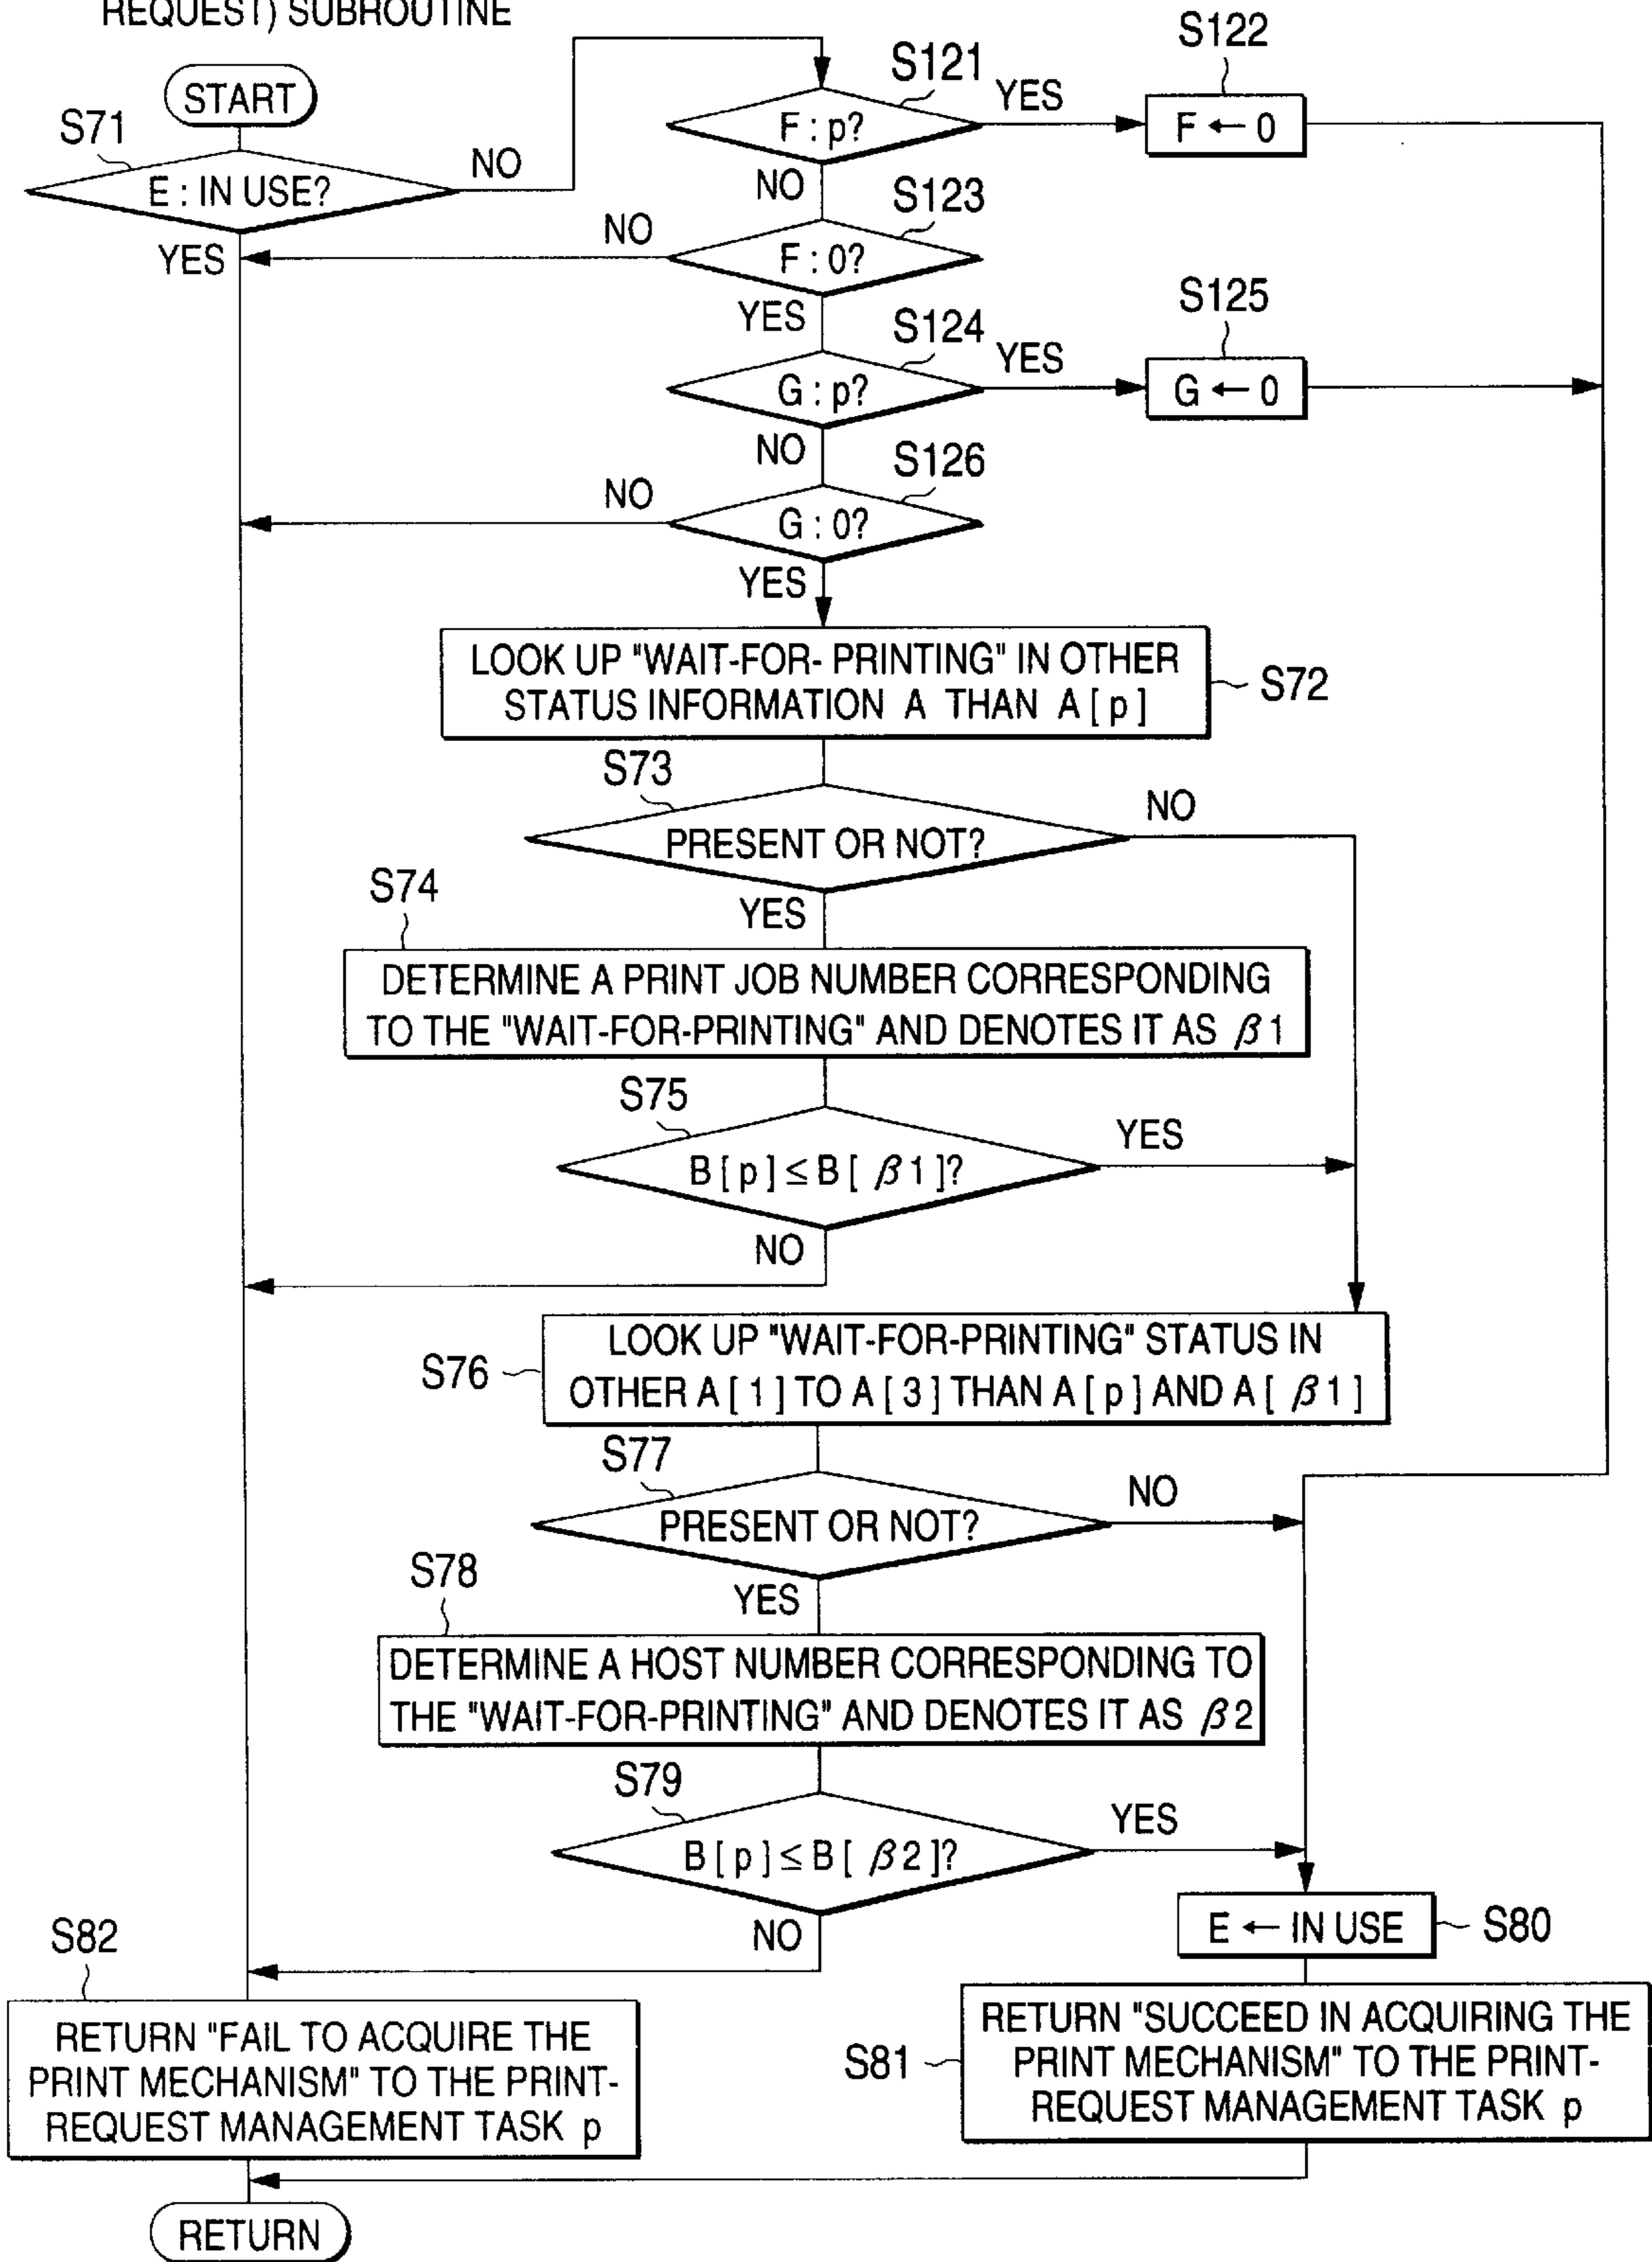 REQUEST) SUBROUTINE
S122
S121
START
YES
S71
F : p?
F ← 0
NO
E : IN USE?
NO
S123
NO
YES
F : 0?
S125
YES
S124
YES
G : p?
G ← 0
NO
S126
NO
G : 0?
YES
LOOK UP "WAIT-FOR- PRINTING" IN OTHER
STATUS INFORMATION A THAN A [ p ]
S72
S73
NO
PRESENT OR NOT?
S74
YES
DETERMINE A PRINT JOB NUMBER CORRESPONDING
TO THE "WAIT-FOR-PRINTING" AND DENOTES IT AS β 1
S75
YES
B [ p ] ≤ B [ β 1 ]?
NO
LOOK UP "WAIT-FOR-PRINTING" STATUS IN
OTHER A [ 1 ] TO A [ 3 ] THAN A [ p ] AND A [ β 1 ]
S76
S77
NO
PRESENT OR NOT?
S78
YES
DETERMINE A HOST NUMBER CORRESPONDING TO
THE "WAIT-FOR-PRINTING" AND DENOTES IT AS β 2
S79
YES
B [ p ] ≤ B [ β 2 ]?
NO
E ← IN USE
S80
S82
RETURN "FAIL TO ACQUIRE THE
PRINT MECHANISM" TO THE PRINT-
REQUEST MANAGEMENT TASK p
S81
RETURN "SUCCEED IN ACQUIRING THE
PRINT MECHANISM" TO THE PRINT-
REQUEST MANAGEMENT TASK p
RETURN